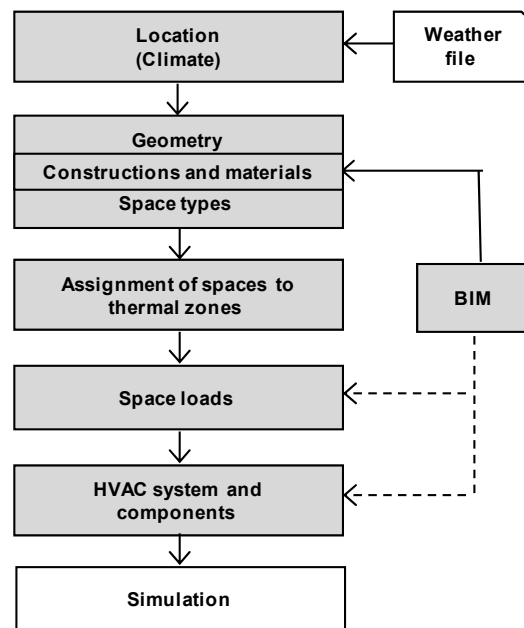 Location
(Climate)
Weather
file
Geometry
Constructions and materials
Space types
Assignment of spaces to
thermal zones
BIM
Space loads
HVAC system and
components
Simulation